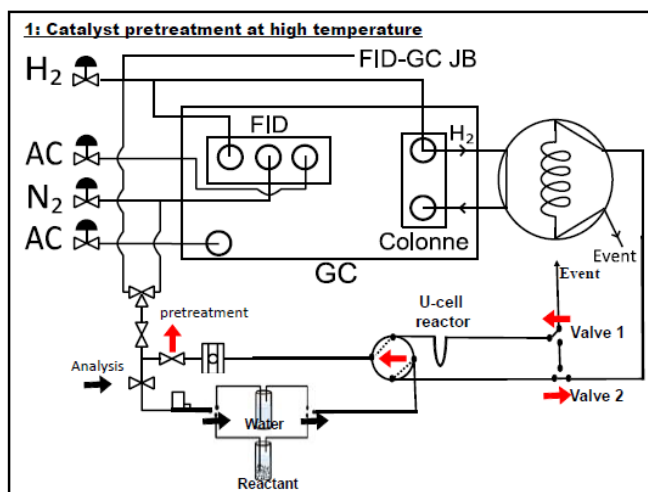 1: Catalyst pretreatment at high temperature
FID-GC JB
H2
FID
H2
AC
N2
AC
Colonne
GC
Event
Event
pretreatment
U-cell
reactor
Valve 1
Analysis
Valve 2
Water
Reactant